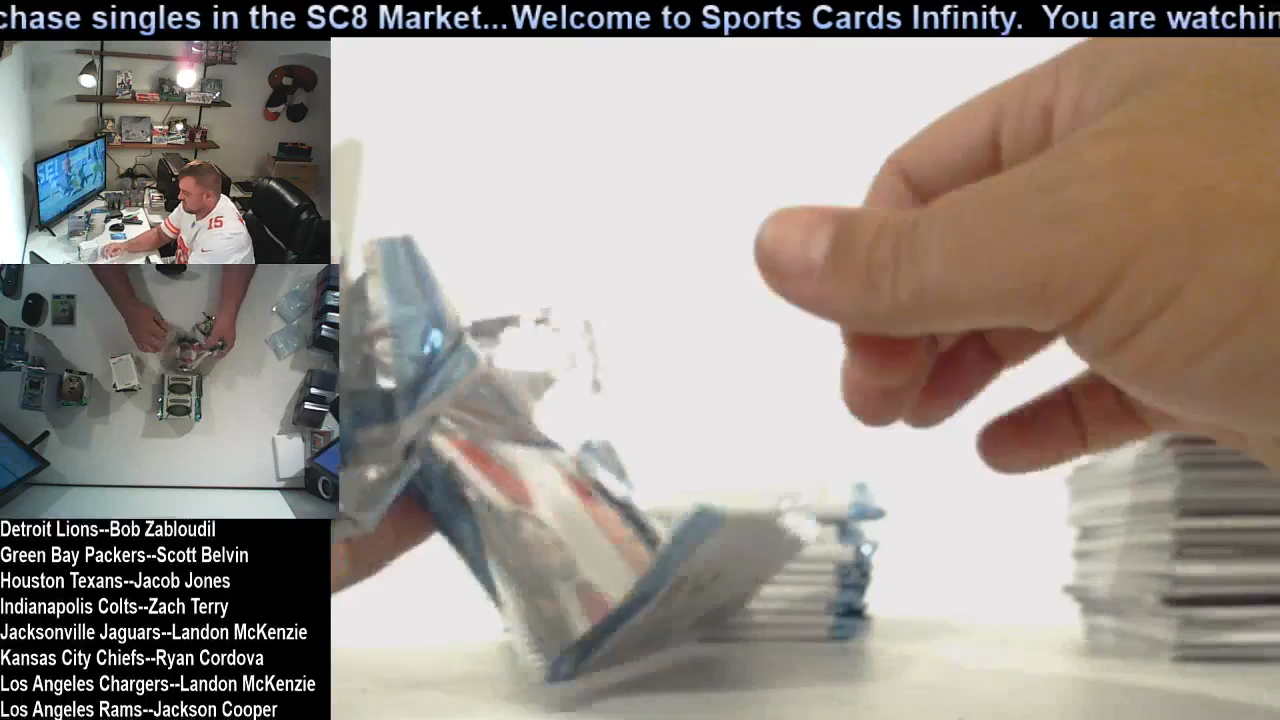 chase singles in the SC8 Market...Welcome to Sports Cards Infinity.  You are watchin
15
Detroit Lions--Bob Zabloudil
Green Bay Packers--Scott Belvin
Houston Texans--Jacob Jones
Indianapolis Colts--Zach Terry
Jacksonville Jaguars--Landon McKenzie
Kansas City Chiefs--Ryan Cordova
Los Angeles Chargers--Landon McKenzie
Los Angeles Rams--Jackson Cooper